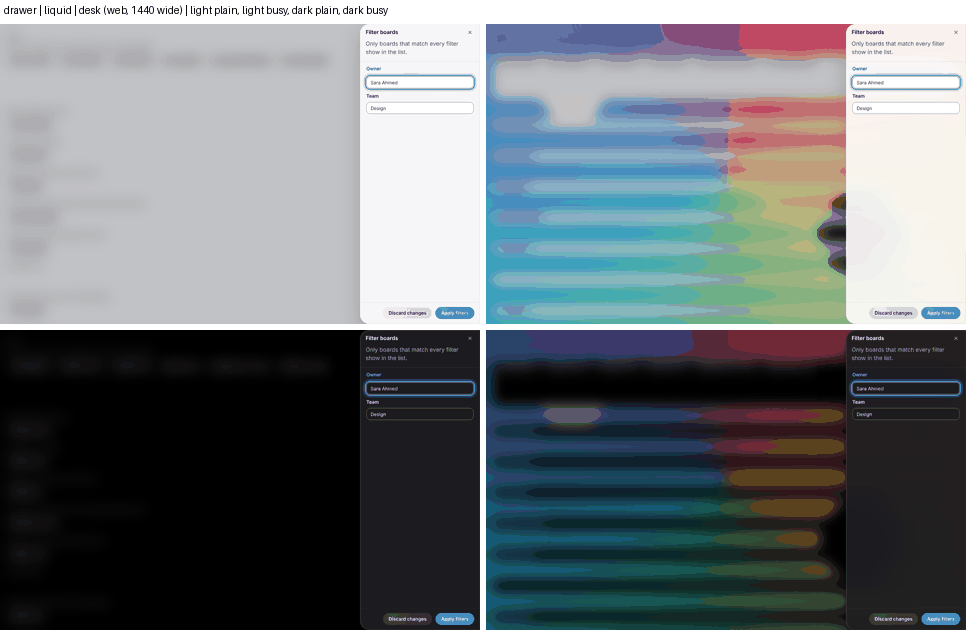 drawer | liquid | desk (web, 1440 wide) | light plain, light busy, dark plain, dark busy
Filter boards ×
Only boards that match every filter
show in the list.
Owner
Sara Ahmed
Team
Design
Discard changes Apply filters
Filter boards ×
Only boards that match every filter
show in the list.
Owner
Sara Ahmed
Team
Design
Discard changes Apply filters
Filter boards ×
Only boards that match every filter
show in the list.
Owner
Sara Ahmed
Team
Design
Discard changes Apply filters
Filter boards ×
Only boards that match every filter
show in the list.
Owner
Sara Ahmed
Team
Design
Discard changes Apply filters